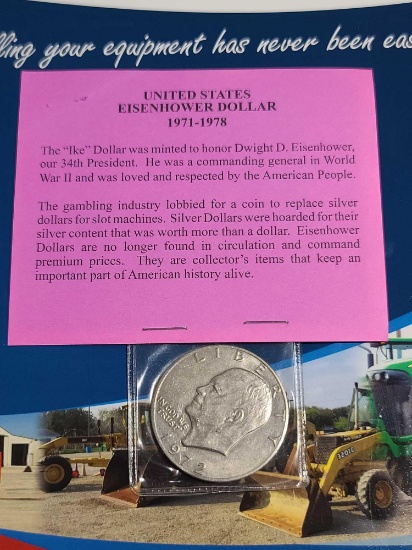 ling your equipment has never been eas
UNITED STATES
EISENHOWER DOLLAR
1971-1978
The "Ike" Dollar was minted to honor Dwight D. Eisenhower,
our 34th President. He was a commanding general in World
War II and was loved and respected by the American People.
The gambling industry lobbied for a coin to replace silver
dollars for slot machines. Silver Dollars were hoarded for their
silver content that was worth more than a dollar. Eisenhower
Dollars are no longer found in circulation and command
premium prices. They are collector's items that keep an
important part of American history alive.
LIBERTY
IN GOD
WE TRUST
1972